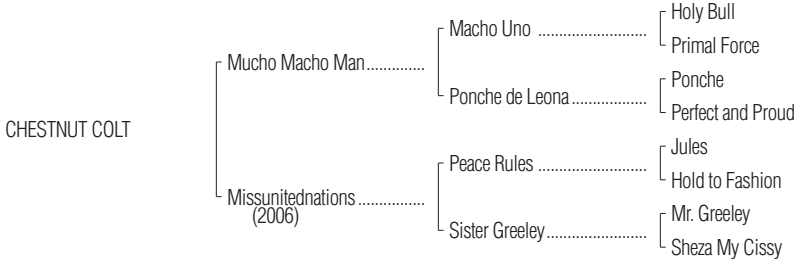 Holy Bull
Macho Uno ..........................
Primal Force
Mucho Macho Man..............
Ponche
Ponche de Leona..................
Perfect and Proud
CHESTNUT COLT
Jules
Peace Rules ..........................
Hold to Fashion
Missunitednations ................
(2006)
Mr. Greeley
Sister Greeley........................
Sheza My Cissy